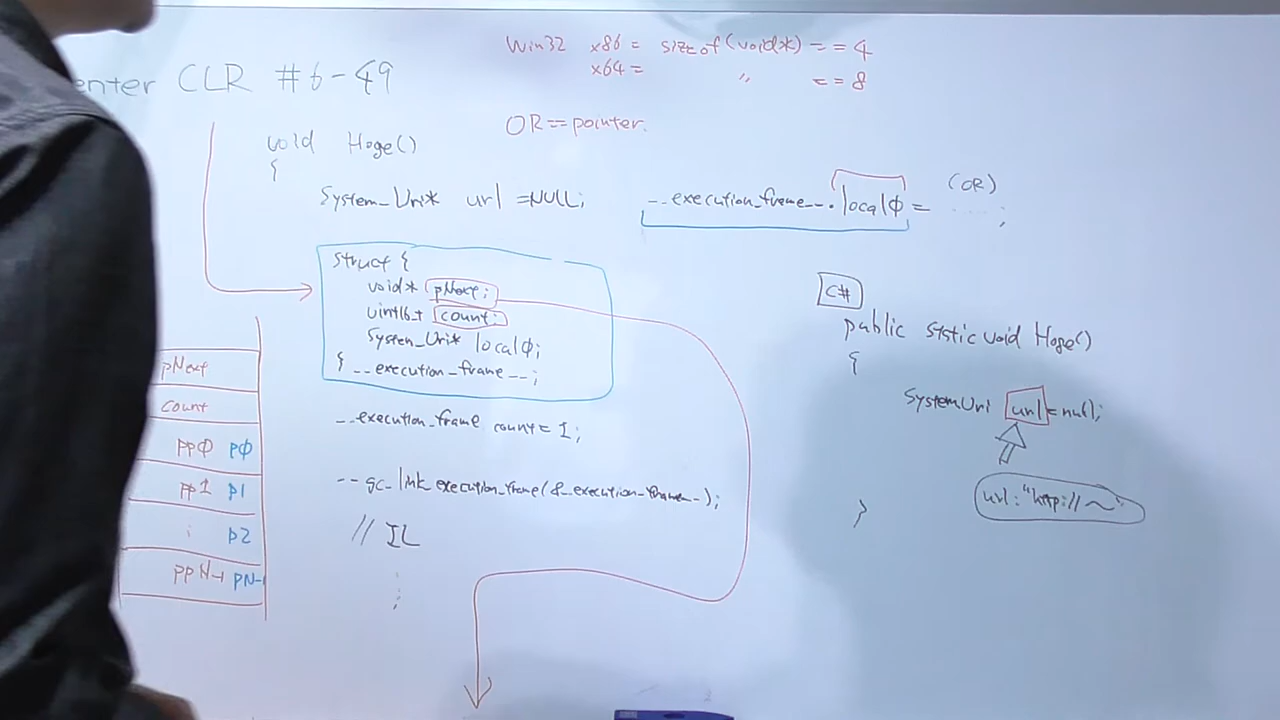 enter CLR #6-49
Win32 x86 = sizeof(void*) == 4
x64 = 〃 == 8
OR == pointer.
void Hoge()
{
System_Uri* url = NULL;
__execution_frame__.local0 = ....;
(OR)
struct {
void* pNext;
uint16_t count;
System_Uri* local0;
} __execution_frame__;
__execution_frame count = 1;
__gc_link_execution_frame(&_execution_frame__);
// IL
pNext
count
pp0 p0
pp1 p1
: p2
ppN-1 pN-
C#
public static void Hoge()
{
SystemUri url = null;
url: "http://~"
}